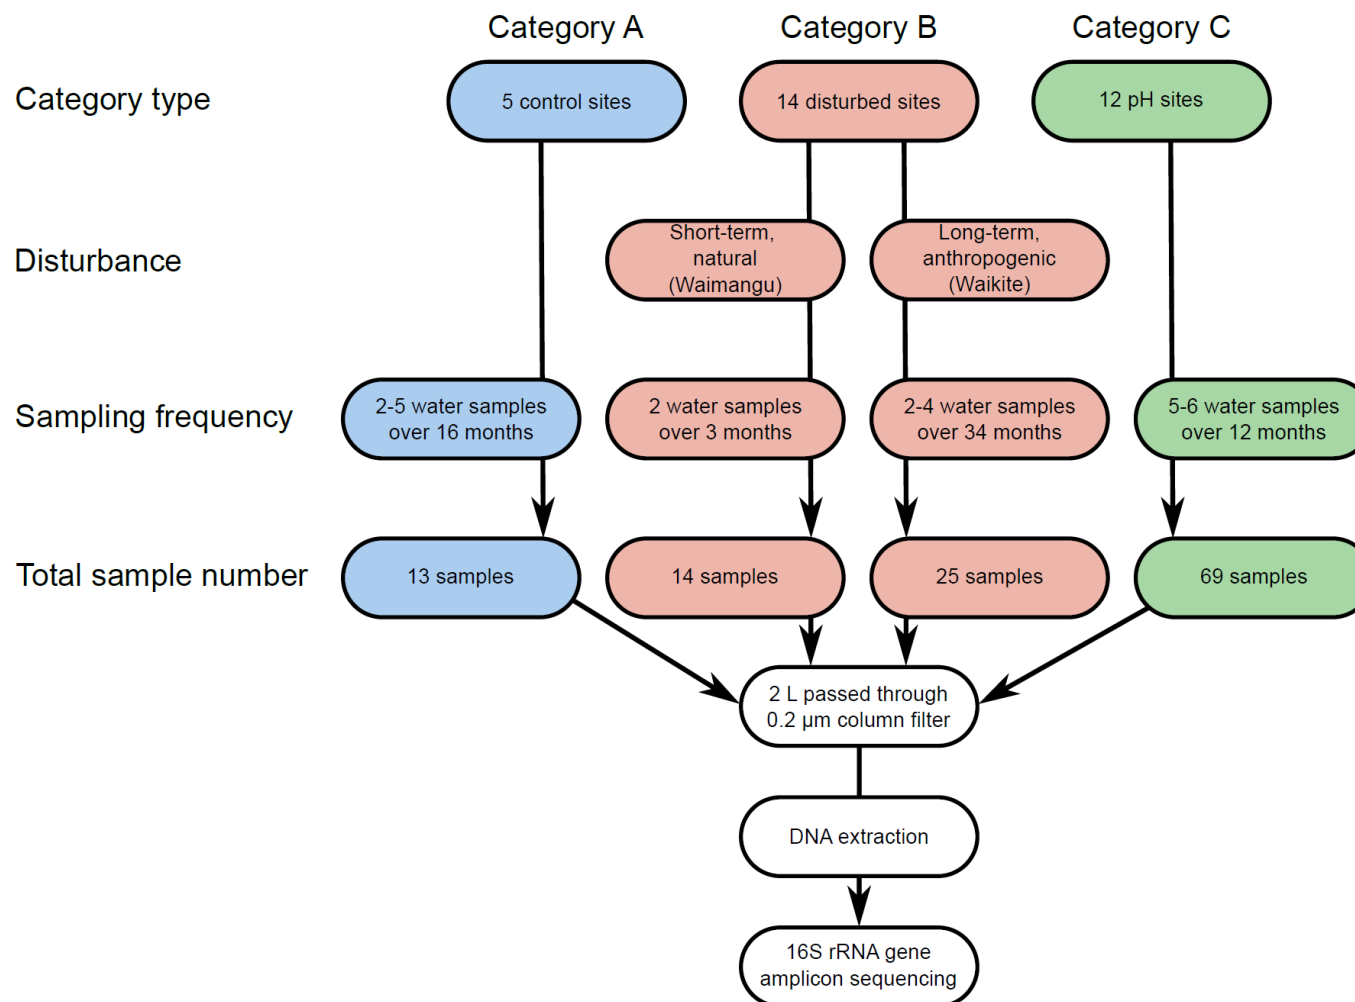 Category A
Category B
Category C
Category type
5 control sites
14 disturbed sites
12 pH sites
Disturbance
Short-term,
natural
(Waimangu)
Long-term,
anthropogenic
(Waikite)
Sampling frequency
2-5 water samples
over 16 months
2 water samples
over 3 months
2-4 water samples
over 34 months
5-6 water samples
over 12 months
Total sample number
13 samples
14 samples
25 samples
69 samples
2 L passed through
0.2 µm column filter
DNA extraction
16S rRNA gene
amplicon sequencing